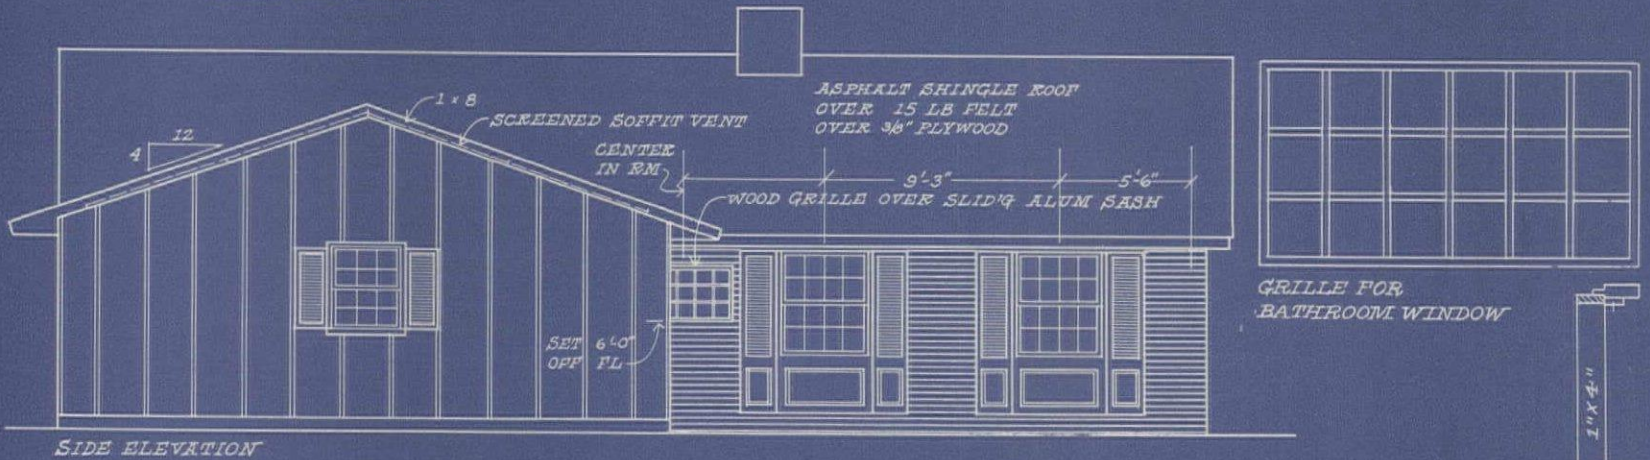 1 x 8
SCREENED SOFFIT VENT
ASPHALT SHINGLE ROOF
OVER 15 LB FELT
OVER 3/8" PLYWOOD
12
4
CENTER
IN RM
9'-3"
5'-6"
WOOD GRILLE OVER SLID'G ALUM SASH
SET 6'-0"
OFF FL
GRILLE FOR
BATHROOM WINDOW
1" X 4"
SIDE ELEVATION